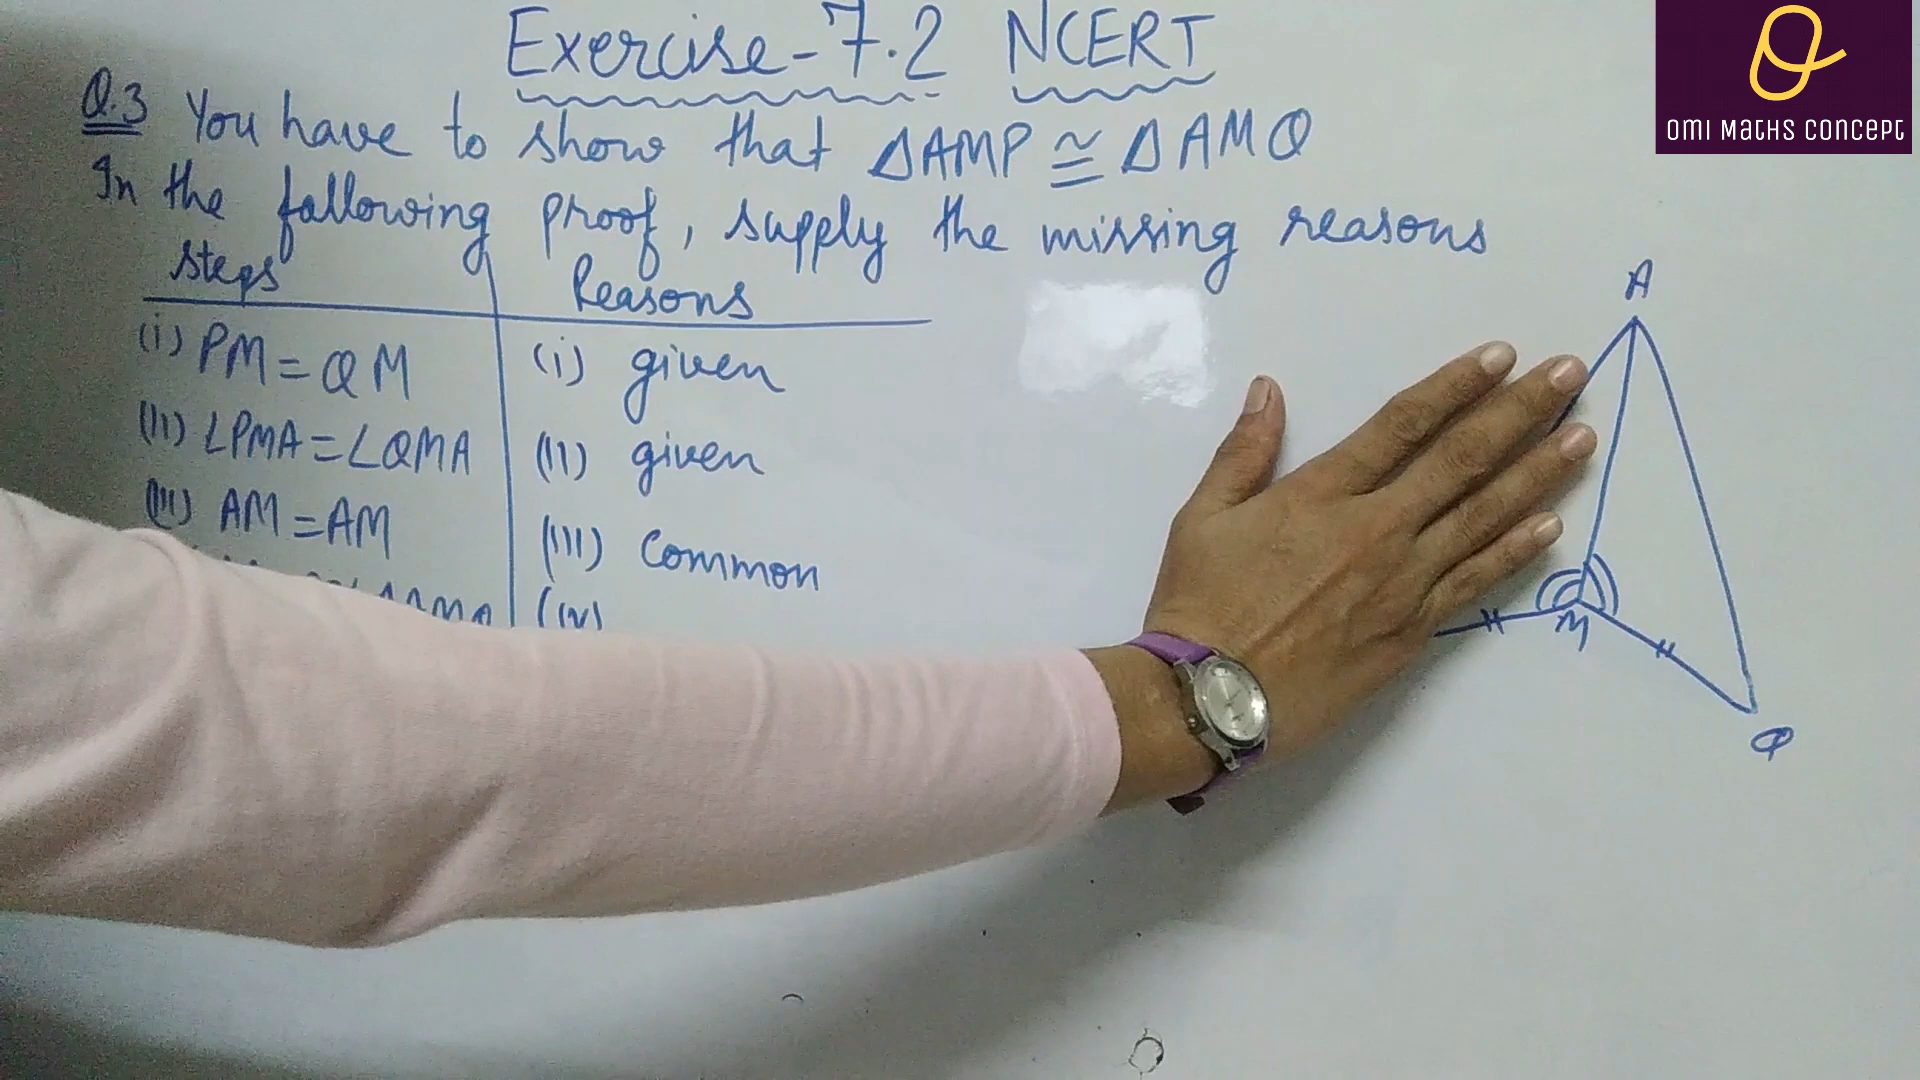 Exercise-7.2 NCERT
OMI MATHS CONCEPT
Q.3 You have to show that ΔAMP ≅ ΔAMQ
In the following proof, supply the missing reasons
steps Reasons
(i) PM = QM (i) given
(ii) ∠PMA = ∠QMA (ii) given
(iii) AM = AM (iii) Common
(iv)
A
M
Q